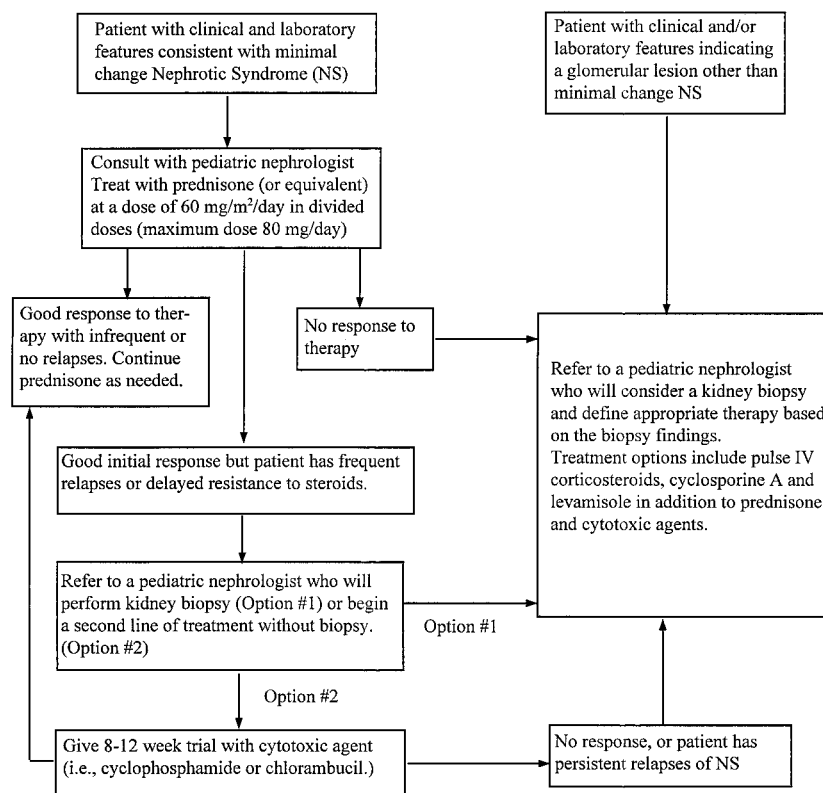 Patient with clinical and laboratory
features consistent with minimal
change Nephrotic Syndrome (NS)
Patient with clinical and/or
laboratory features indicating
a glomerular lesion other than
minimal change NS
Consult with pediatric nephrologist
Treat with prednisone (or equivalent)
at a dose of 60 mg/m²/day in divided
doses (maximum dose 80 mg/day)
Good response to ther-
apy with infrequent or
no relapses. Continue
prednisone as needed.
No response to
therapy
Refer to a pediatric nephrologist
who will consider a kidney biopsy
and define appropriate therapy based
on the biopsy findings.
Treatment options include pulse IV
corticosteroids, cyclosporine A and
levamisole in addition to prednisone
and cytotoxic agents.
Good initial response but patient has frequent
relapses or delayed resistance to steroids.
Refer to a pediatric nephrologist who will
perform kidney biopsy (Option #1) or begin
a second line of treatment without biopsy.
(Option #2)
Option #1
Option #2
Give 8-12 week trial with cytotoxic agent
(i.e., cyclophosphamide or chlorambucil.)
No response, or patient has
persistent relapses of NS